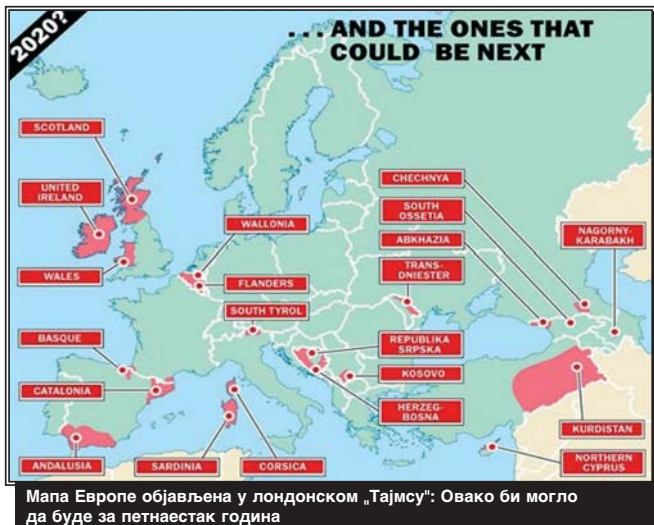 2020?
...AND THE ONES THAT
COULD BE NEXT
SCOTLAND
UNITED
IRELAND
WALES
WALLONIA
FLANDERS
SOUTH TYROL
BASQUE
CATALONIA
ANDALUSIA
SARDINIA
CORSICA
CHECHNYA
SOUTH
OSSETIA
ABKHAZIA
TRANS-
DNIESTER
NAGORNY-
KARABAKH
REPUBLIKA
SRPSKA
KOSOVO
HERZEG-
BOSNA
KURDISTAN
NORTHERN
CYPRUS
Мапа Европе објављена у лондонском „Тајмсу": Овако би могло
да буде за петнаестак година